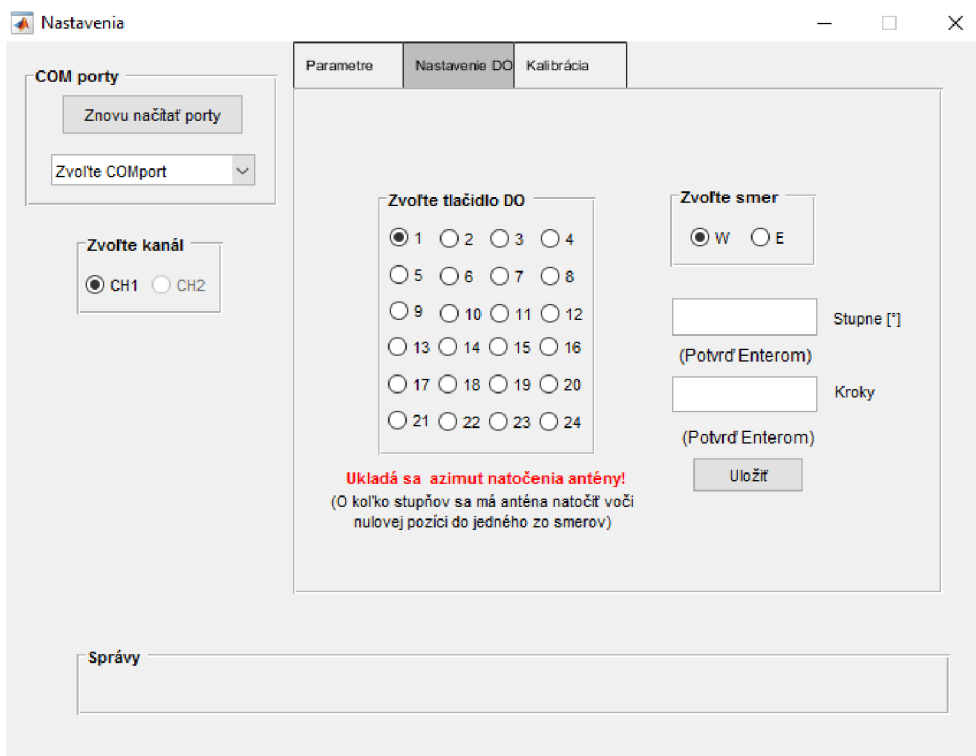 Nastavenia
COM porty
Znovu načítať porty
Zvoľte COMport
Zvoľte kanál
CH1 CH2
Parametre Nastavenie DO Kalibrácia
Zvoľte tlačidlo DO
1 2 3 4
5 6 7 8
9 10 11 12
13 14 15 16
17 18 19 20
21 22 23 24
Ukladá sa azimut natočenia antény!
(O koľko stupňov sa má anténa natočiť voči
nulovej pozíci do jedného zo smerov)
Zvoľte smer
W E
Stupne [°]
(Potvrď Enterom)
Kroky
(Potvrď Enterom)
Uložiť
Správy